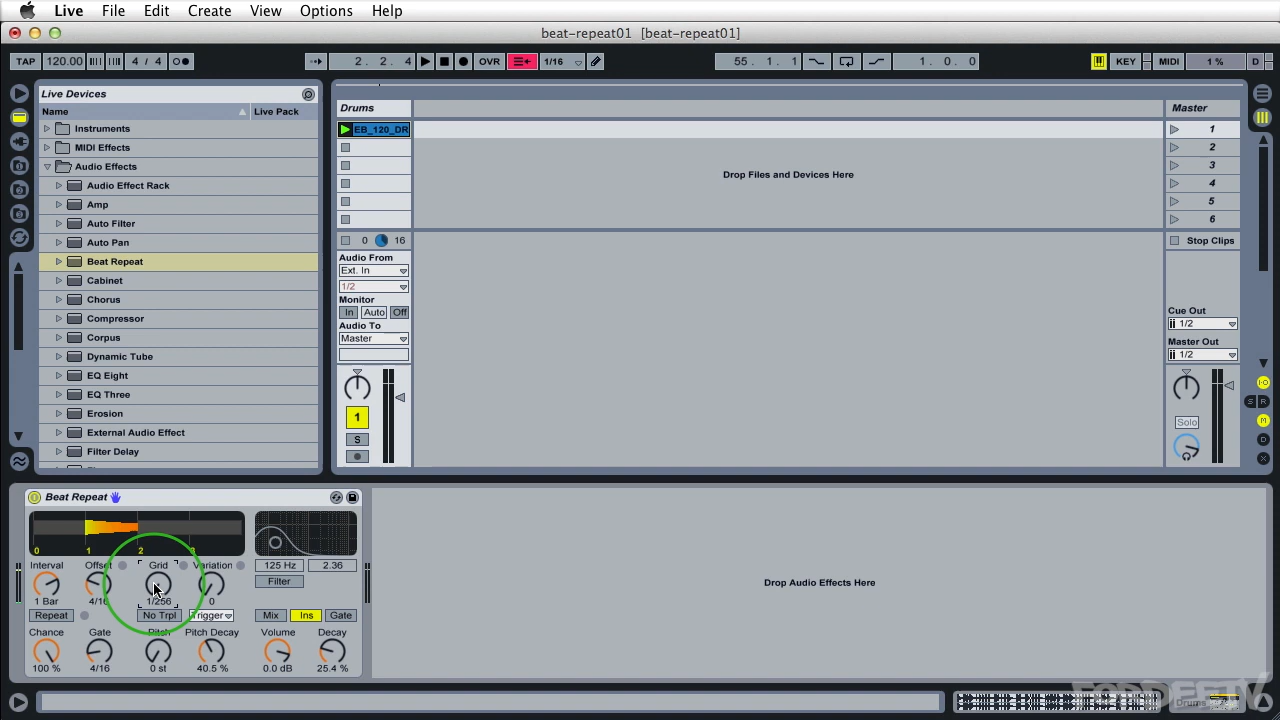 Live File Edit Create View Options Help
beat-repeat01 [beat-repeat01]
TAP 120.00 4 / 4 2. 2. 4 OVR 1/16 55. 1. 1 1. 0. 0 KEY MIDI 1 % D
Live Devices
Name Live Pack
Instruments
MIDI Effects
Audio Effects
Audio Effect Rack
Amp
Auto Filter
Auto Pan
Beat Repeat
Cabinet
Chorus
Compressor
Corpus
Dynamic Tube
EQ Eight
EQ Three
Erosion
External Audio Effect
Filter Delay
Drums
EB_120_DR
Drop Files and Devices Here
Master
1
2
3
4
5
6
0 16
Stop Clips
Audio From
Ext. In
1/2
Monitor
In Auto Off
Audio To
Master
1
S
Cue Out
1/2
Master Out
1/2
Solo
I-O
S R
M
D
X
Beat Repeat
0 1 2
Interval Offset Grid Variation
1 Bar 4/16 1/256 0
Repeat No Trpl Trigger
Chance Gate Pitch Pitch Decay
100 % 4/16 0 st 40.5 %
125 Hz 2.36
Filter
Mix Ins Gate
Volume Decay
0.0 dB 25.4 %
Drop Audio Effects Here
Drums